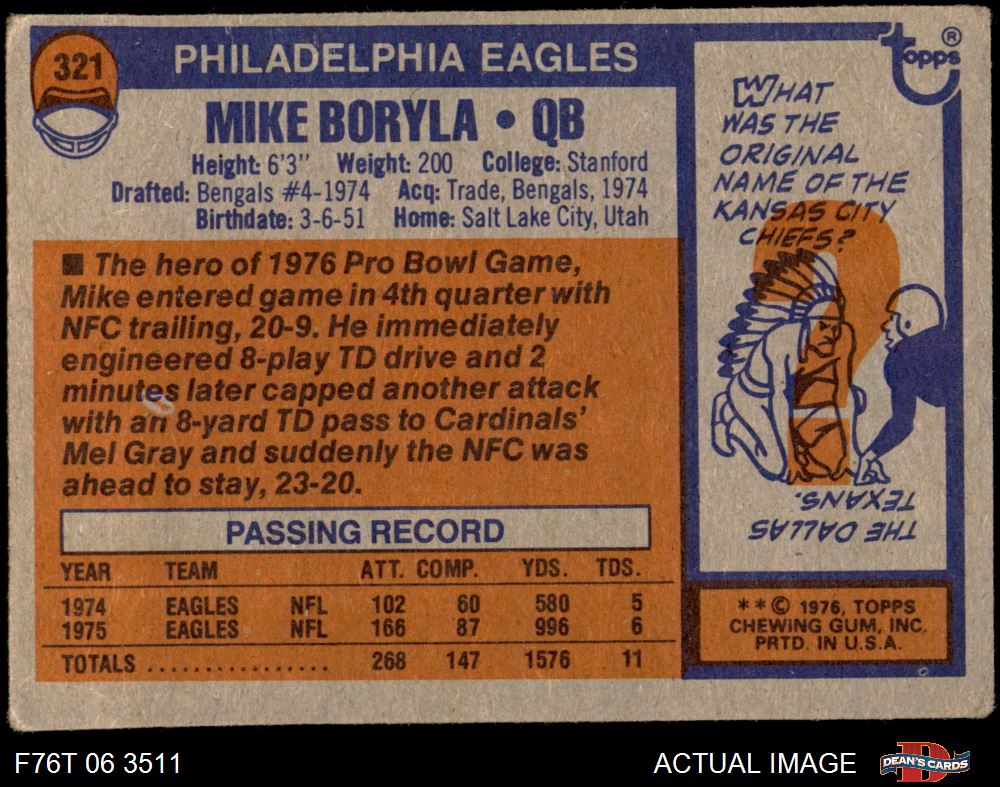 321
PHILADELPHIA EAGLES
MIKE BORYLA • QB
Height: 6'3" Weight: 200 College: Stanford
Drafted: Bengals #4-1974 Acq: Trade, Bengals, 1974
Birthdate: 3-6-51 Home: Salt Lake City, Utah
■ The hero of 1976 Pro Bowl Game,
Mike entered game in 4th quarter with
NFC trailing, 20-9. He immediately
engineered 8-play TD drive and 2
minutes later capped another attack
with an 8-yard TD pass to Cardinals'
Mel Gray and suddenly the NFC was
ahead to stay, 23-20.
PASSING RECORD
YEAR TEAM ATT. COMP. YDS. TDS.
1974 EAGLES NFL 102 60 580 5
1975 EAGLES NFL 166 87 996 6
TOTALS ................ 268 147 1576 11
topps ®
WHAT
WAS THE
ORIGINAL
NAME OF THE
KANSAS CITY
CHIEFS?
THE DALLAS
TEXANS.
**© 1976, TOPPS
CHEWING GUM, INC.
PRTD. IN U.S.A.
F76T 06 3511
ACTUAL IMAGE
DEAN'S CARDS